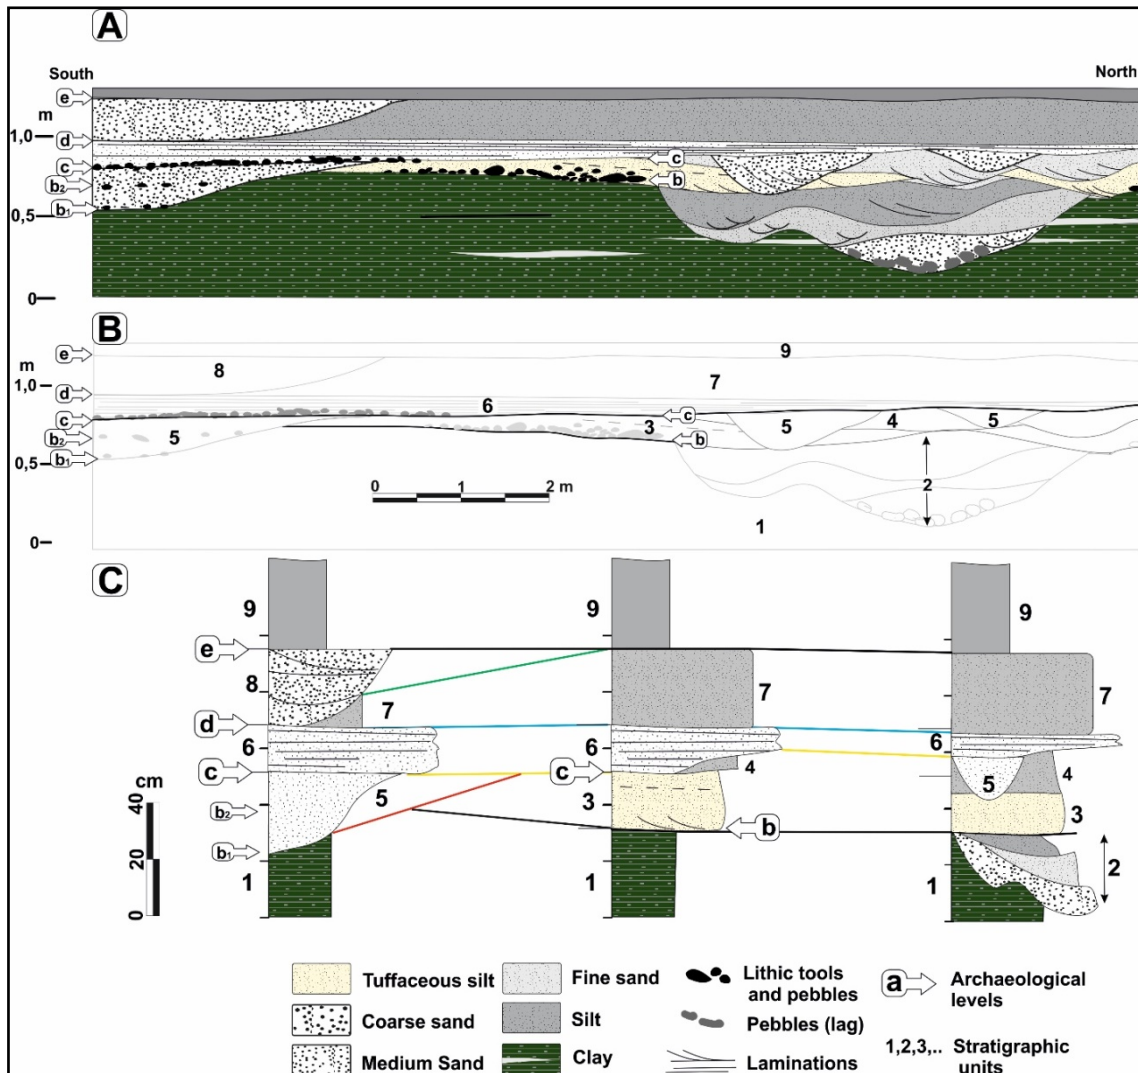 A
South
North
m
e
1,0
d
c
c
b2
b
0,5
b1
0
B
m
e
9
8
1,0
7
d
6
c
c
3
5
4
5
b2
5
b
b1
0,5
0 1 2 m
2
1
0
C
9
9
9
e
8
7
7
7
d
6
6
6
c
c
4
4
5
5
cm
40
3
3
b2
b
20
b1
2
1
1
1
0
Tuffaceous silt
Fine sand
Lithic tools
and pebbles
a
Archaeological
levels
Coarse sand
Silt
Pebbles (lag)
Medium Sand
Clay
Laminations
1,2,3,.. Stratigraphic
units